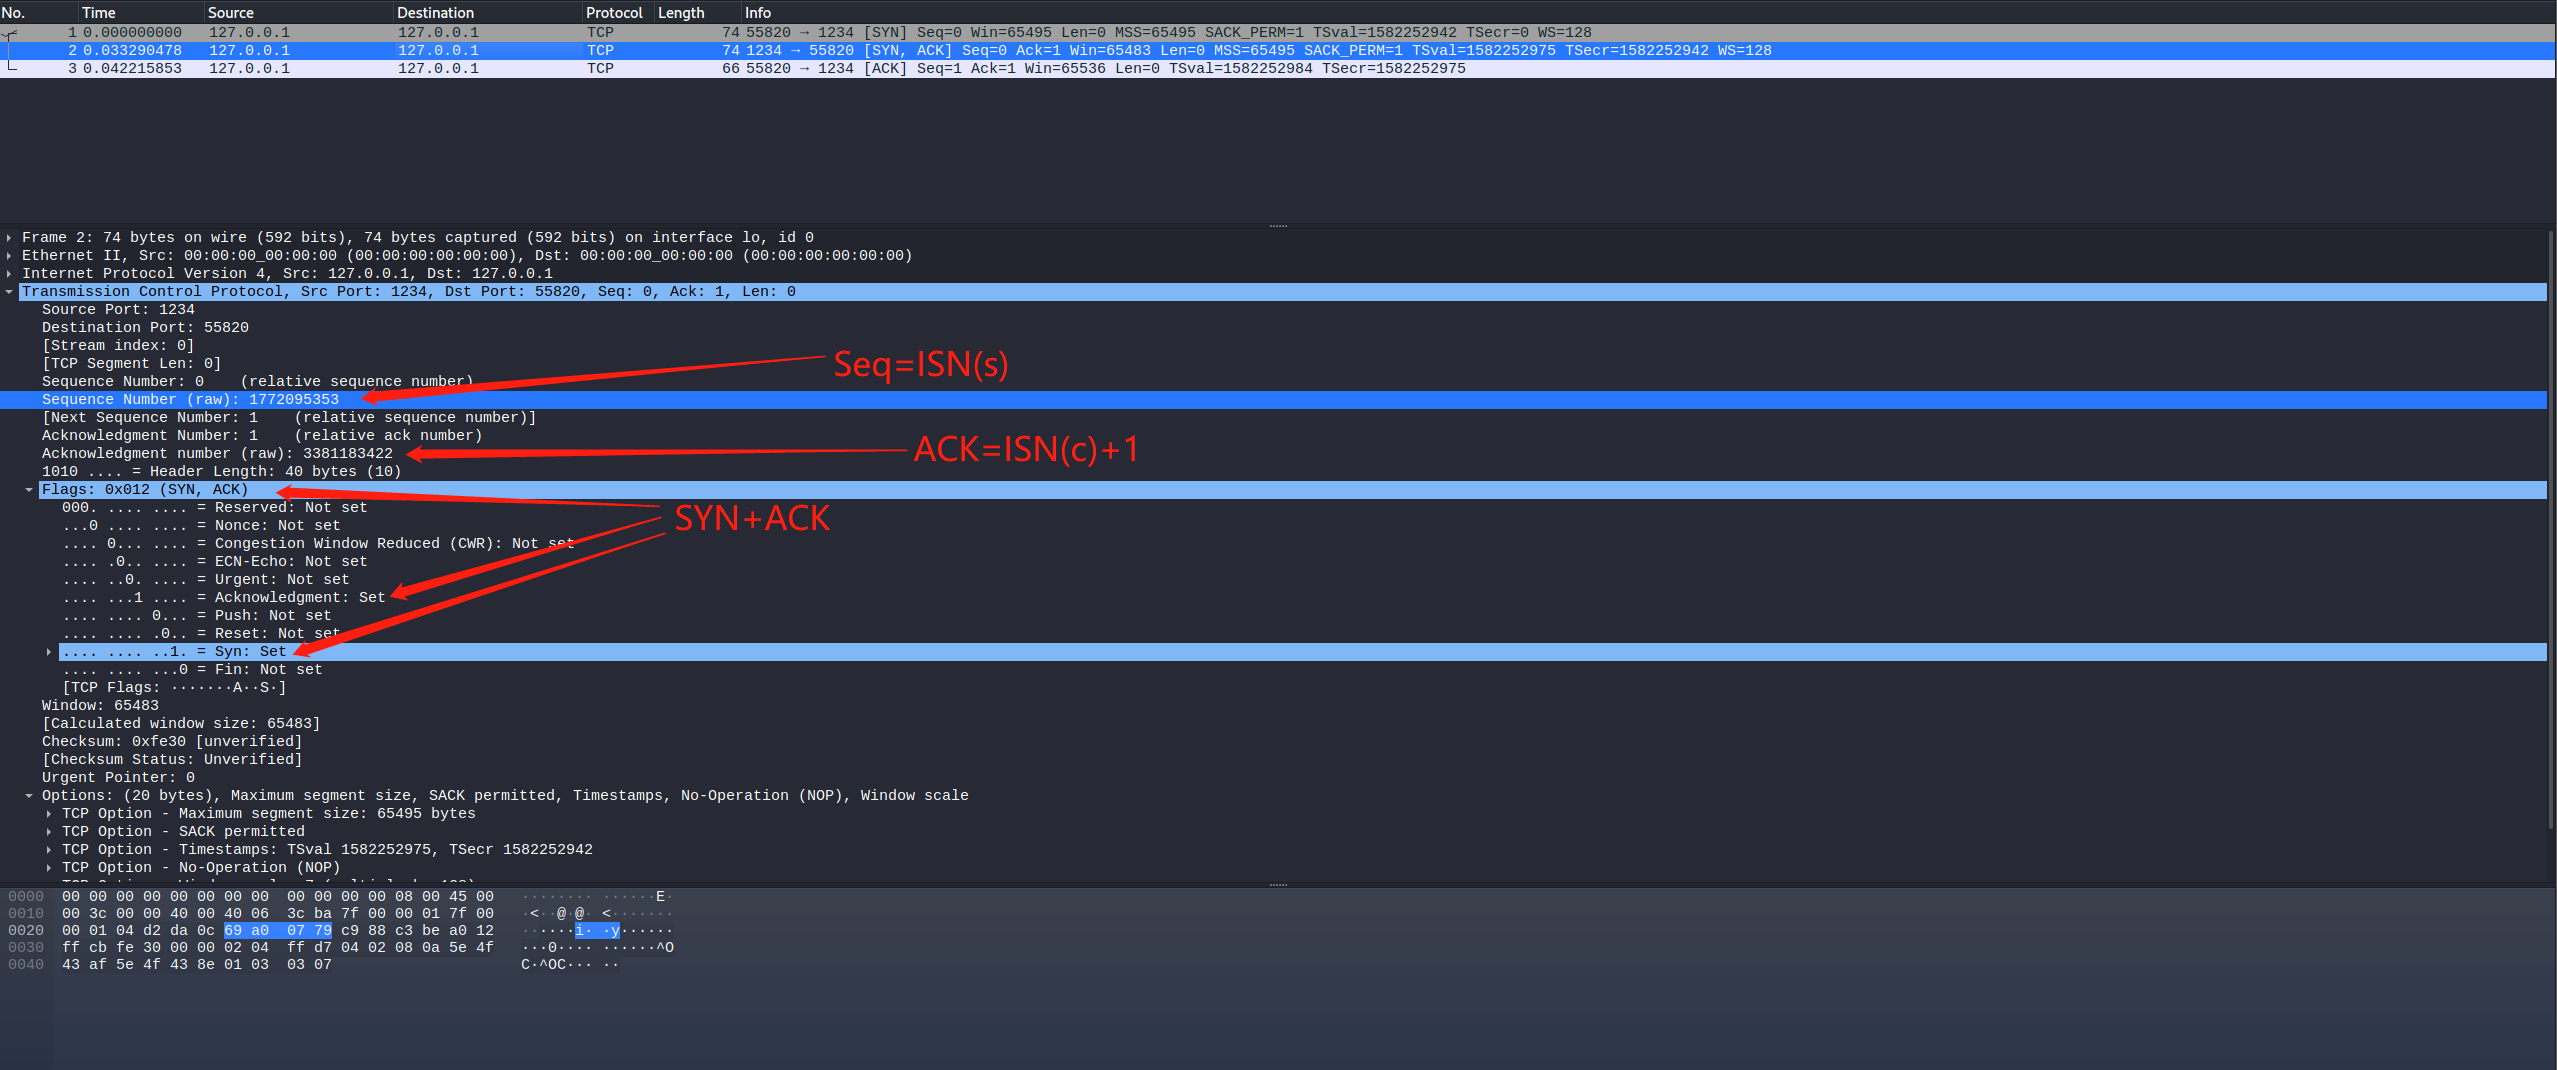 No. Time Source Destination Protocol Length Info
1 0.000000000 127.0.0.1 127.0.0.1 TCP 74 55820 → 1234 [SYN] Seq=0 Win=65495 Len=0 MSS=65495 SACK_PERM=1 TSval=1582252942 TSecr=0 WS=128
2 0.033290478 127.0.0.1 127.0.0.1 TCP 74 1234 → 55820 [SYN, ACK] Seq=0 Ack=1 Win=65483 Len=0 MSS=65495 SACK_PERM=1 TSval=1582252975 TSecr=1582252942 WS=128
3 0.042215853 127.0.0.1 127.0.0.1 TCP 66 55820 → 1234 [ACK] Seq=1 Ack=1 Win=65536 Len=0 TSval=1582252984 TSecr=1582252975
Frame 2: 74 bytes on wire (592 bits), 74 bytes captured (592 bits) on interface lo, id 0
Ethernet II, Src: 00:00:00_00:00:00 (00:00:00:00:00:00), Dst: 00:00:00_00:00:00 (00:00:00:00:00:00)
Internet Protocol Version 4, Src: 127.0.0.1, Dst: 127.0.0.1
Transmission Control Protocol, Src Port: 1234, Dst Port: 55820, Seq: 0, Ack: 1, Len: 0
Source Port: 1234
Destination Port: 55820
[Stream index: 0]
[TCP Segment Len: 0]
Seq=ISN(s)
Sequence Number: 0 (relative sequence number)
Sequence Number (raw): 1772095353
[Next Sequence Number: 1 (relative sequence number)]
Acknowledgment Number: 1 (relative ack number)
ACK=ISN(c)+1
Acknowledgment number (raw): 3381183422
1010 .... = Header Length: 40 bytes (10)
Flags: 0x012 (SYN, ACK)
000. .... .... = Reserved: Not set
SYN+ACK
...0 .... .... = Nonce: Not set
.... 0... .... = Congestion Window Reduced (CWR): Not set
.... .0.. .... = ECN-Echo: Not set
.... ..0. .... = Urgent: Not set
.... ...1 .... = Acknowledgment: Set
.... .... 0... = Push: Not set
.... .... .0.. = Reset: Not set
.... .... ..1. = Syn: Set
.... .... ...0 = Fin: Not set
[TCP Flags: ·······A··S·]
Window: 65483
[Calculated window size: 65483]
Checksum: 0xfe30 [unverified]
[Checksum Status: Unverified]
Urgent Pointer: 0
Options: (20 bytes), Maximum segment size, SACK permitted, Timestamps, No-Operation (NOP), Window scale
TCP Option - Maximum segment size: 65495 bytes
TCP Option - SACK permitted
TCP Option - Timestamps: TSval 1582252975, TSecr 1582252942
TCP Option - No-Operation (NOP)
0000 00 00 00 00 00 00 00 00 00 00 00 00 08 00 45 00 ········ ······E·
0010 00 3c 00 00 40 00 40 06 3c ba 7f 00 00 01 7f 00 ·<··@·@· <·······
0020 00 01 04 d2 da 0c 69 a0 07 79 c9 88 c3 be a0 12 ······i· ·y······
0030 ff cb fe 30 00 00 02 04 ff d7 04 02 08 0a 5e 4f ···0···· ······^O
0040 43 af 5e 4f 43 8e 01 03 03 07 C·^OC··· ··